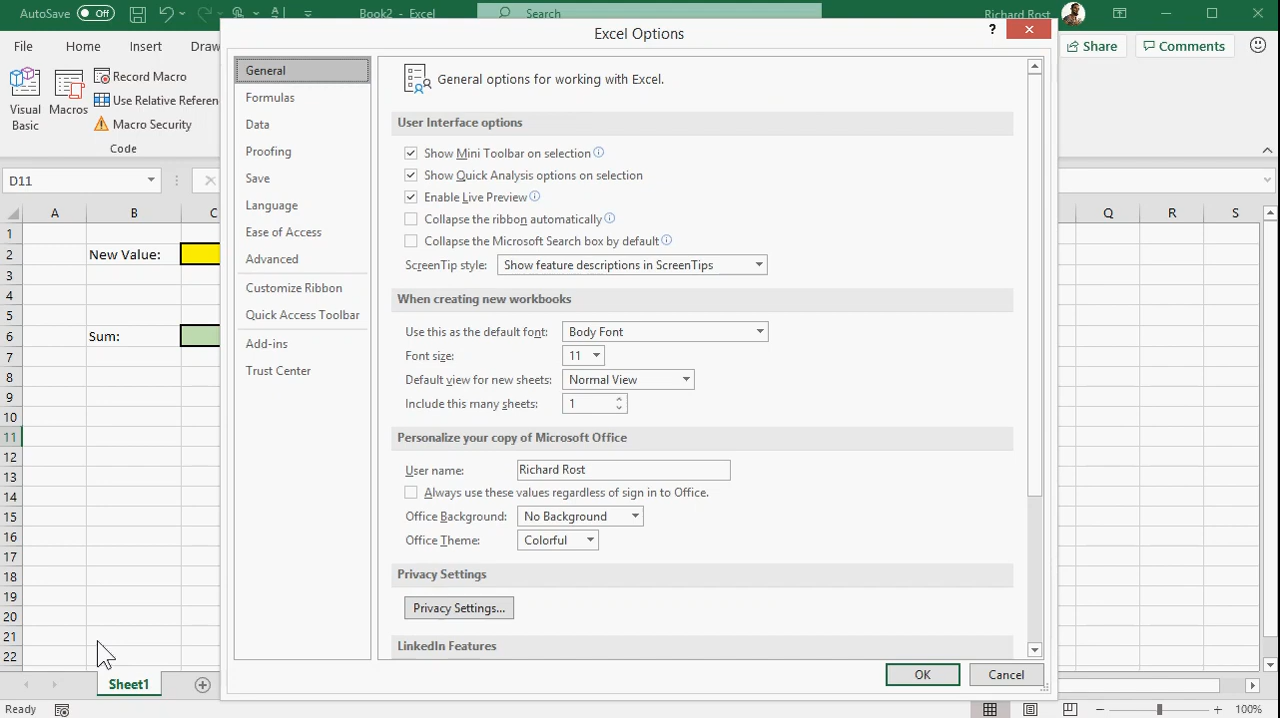 AutoSave Off Book2 - Excel Search Richard Rost
Excel Options
?
File Home Insert Draw
Share Comments
Visual Basic
Macros
Record Macro
Use Relative Referen
Macro Security
Code
D11
A B C Q R S
1
2 New Value:
3
4
5
6 Sum:
7
8
9
10
11
12
13
14
15
16
17
18
19
20
21
22
General
Formulas
Data
Proofing
Save
Language
Ease of Access
Advanced
Customize Ribbon
Quick Access Toolbar
Add-ins
Trust Center
General options for working with Excel.
User Interface options
Show Mini Toolbar on selection
Show Quick Analysis options on selection
Enable Live Preview
Collapse the ribbon automatically
Collapse the Microsoft Search box by default
ScreenTip style: Show feature descriptions in ScreenTips
When creating new workbooks
Use this as the default font: Body Font
Font size: 11
Default view for new sheets: Normal View
Include this many sheets: 1
Personalize your copy of Microsoft Office
User name: Richard Rost
Always use these values regardless of sign in to Office.
Office Background: No Background
Office Theme: Colorful
Privacy Settings
Privacy Settings...
LinkedIn Features
OK Cancel
Sheet1
Ready 100%